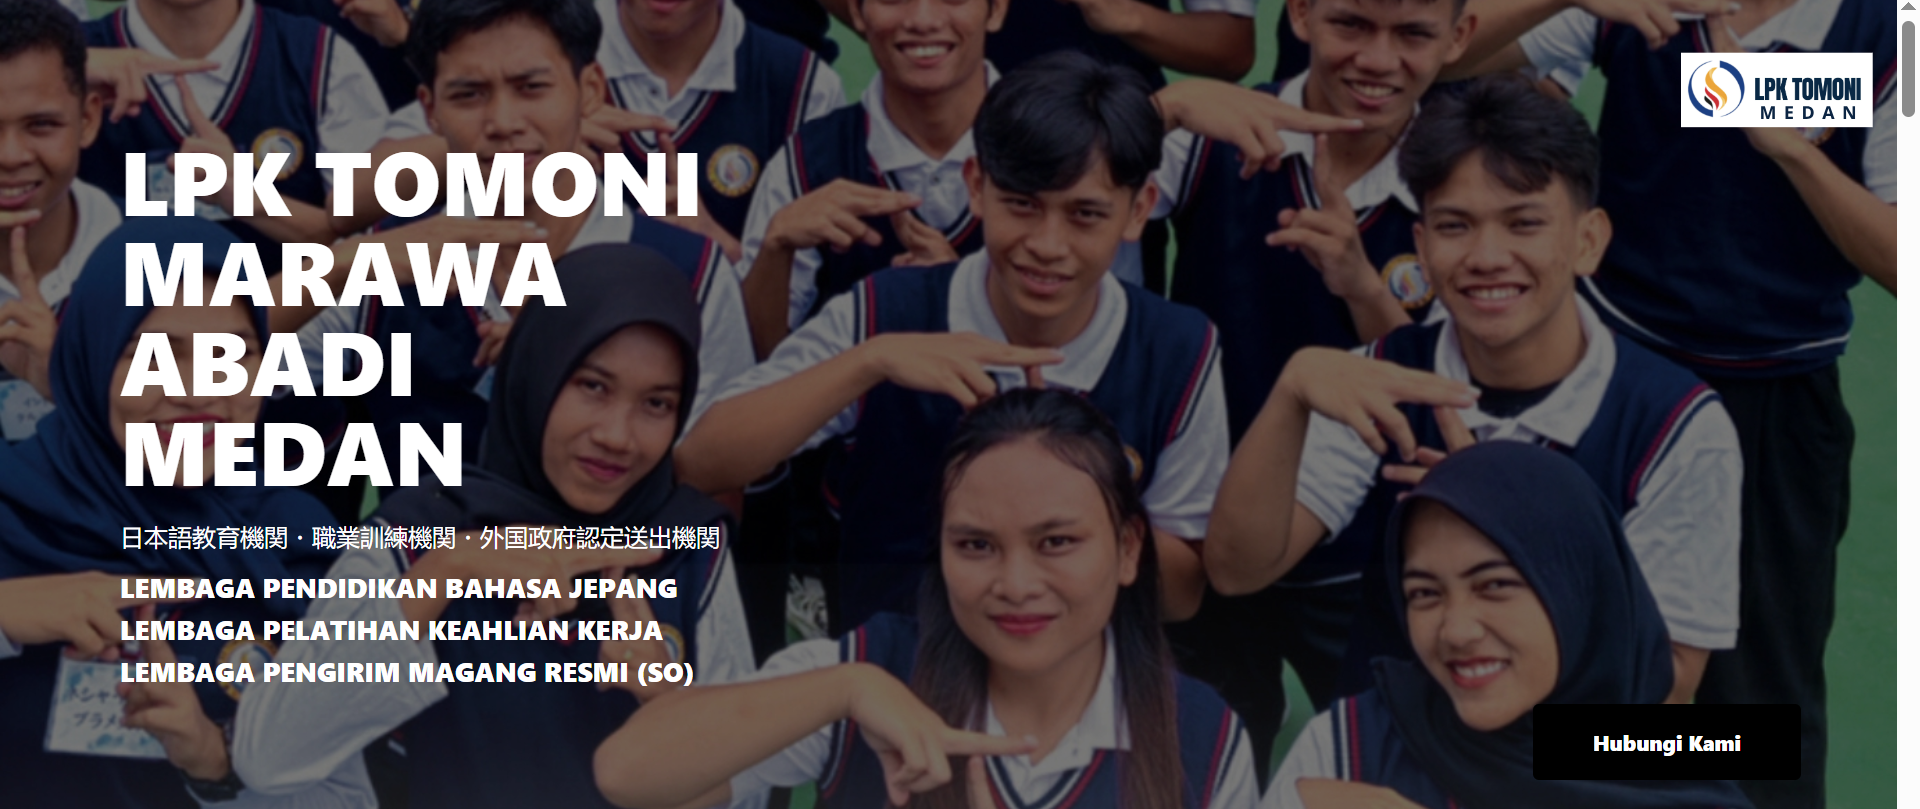 LPK TOMONI
MEDAN
LPK TOMONI
MARAWA
ABADI
MEDAN
日本語教育機関・職業訓練機関・外国政府認定送出機関
LEMBAGA PENDIDIKAN BAHASA JEPANG
LEMBAGA PELATIHAN KEAHLIAN KERJA
LEMBAGA PENGIRIM MAGANG RESMI (SO)
Hubungi Kami